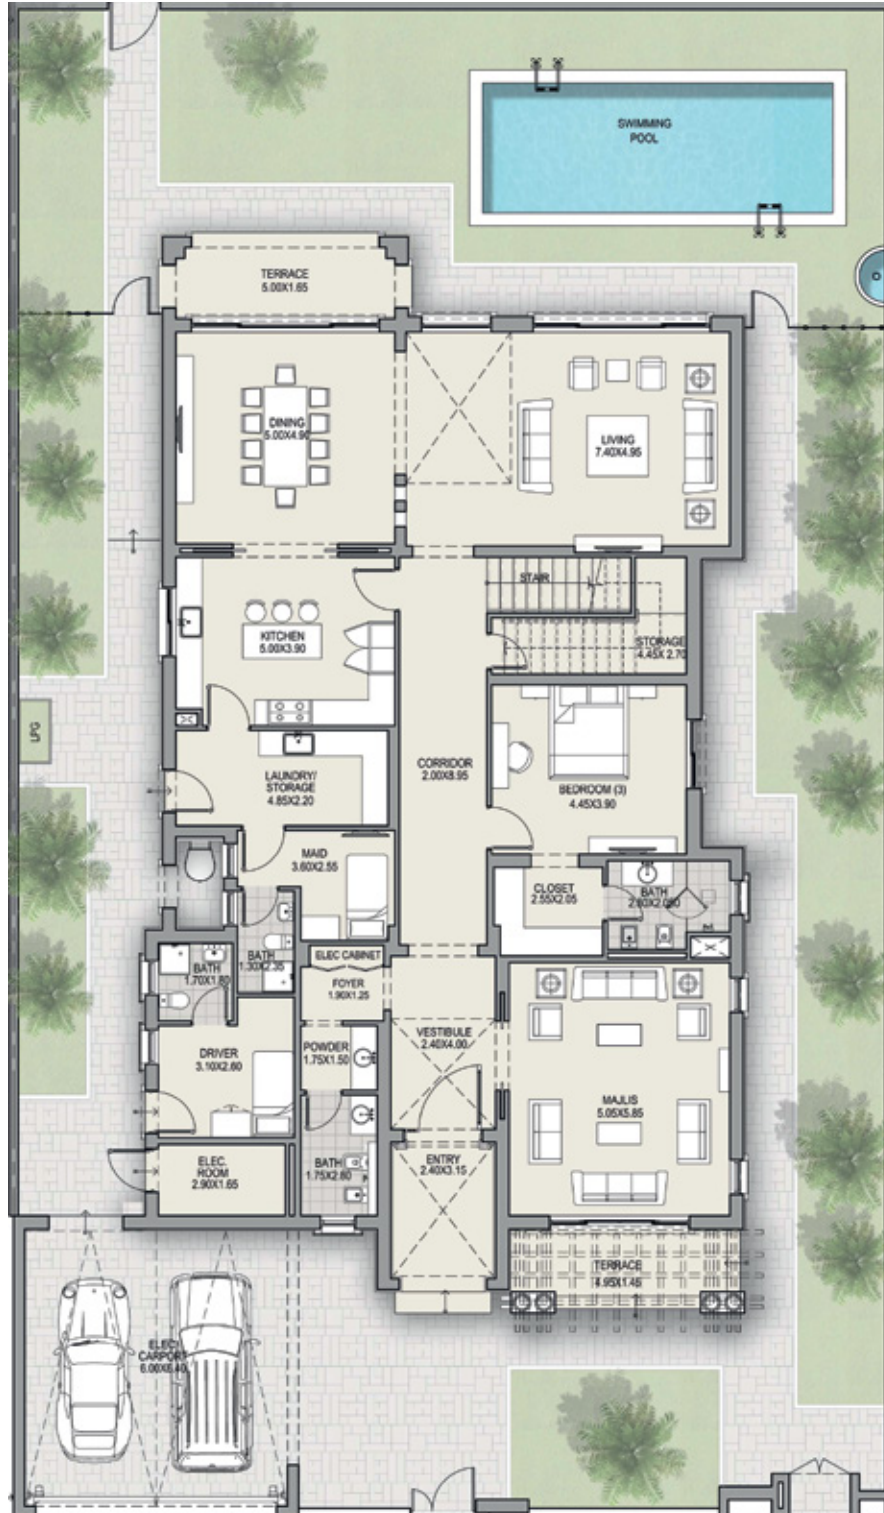 SWIMMING
POOL
TERRACE
5.00X1.65
DINING
5.00X4.90
LIVING
7.40X4.95
STAIR
KITCHEN
5.00X3.90
STORAGE
4.45X 2.70
LPG
CORRIDOR
2.00X8.95
LAUNDRY/
STORAGE
4.85X2.20
BEDROOM (3)
4.45X3.90
MAID
3.60X2.55
CLOSET
2.55X2.05
BATH
BATH
1.30X2.35
ELEC CABINET
BATH
1.70X1.80
FOYER
1.90X1.25
VESTIBULE
2.40X4.00
POWDER
1.75X1.50
DRIVER
3.10X2.60
MAJLIS
5.05X5.85
ELEC.
ROOM
2.90X1.65
BATH
1.75X2.60
ENTRY
2.40X3.15
TERRACE
4.95X1.45
CARPORT
6.00X6.40